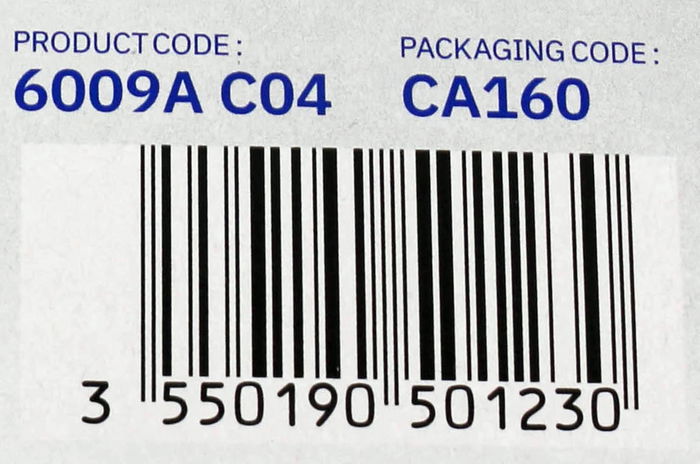 PRODUCT CODE :
6009A C04
PACKAGING CODE :
CA160
3 550190 501230